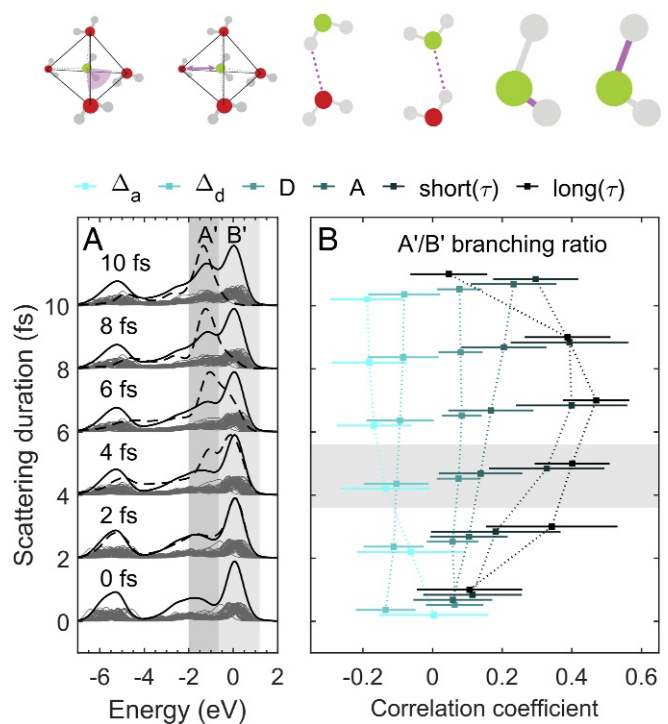 Δa Δd D A short(τ) long(τ)
A A' B'
10 fs
8 fs
6 fs
4 fs
2 fs
0 fs
10
8
6
4
2
0
Scattering duration (fs)
-6 -4 -2 0 2
Energy (eV)
B A'/B' branching ratio
-0.2 0 0.2 0.4 0.6
Correlation coefficient